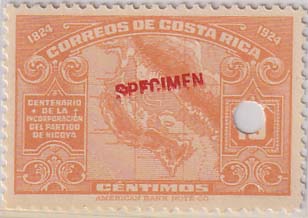 CORREOS DE COSTA RICA
1824
1924
SPECIMEN
CENTENARIO
DE LA
INCORPORACIÓN
DEL PARTIDO
DE NICOYA
CÉNTIMOS
AMERICAN BANK NOTE CO.